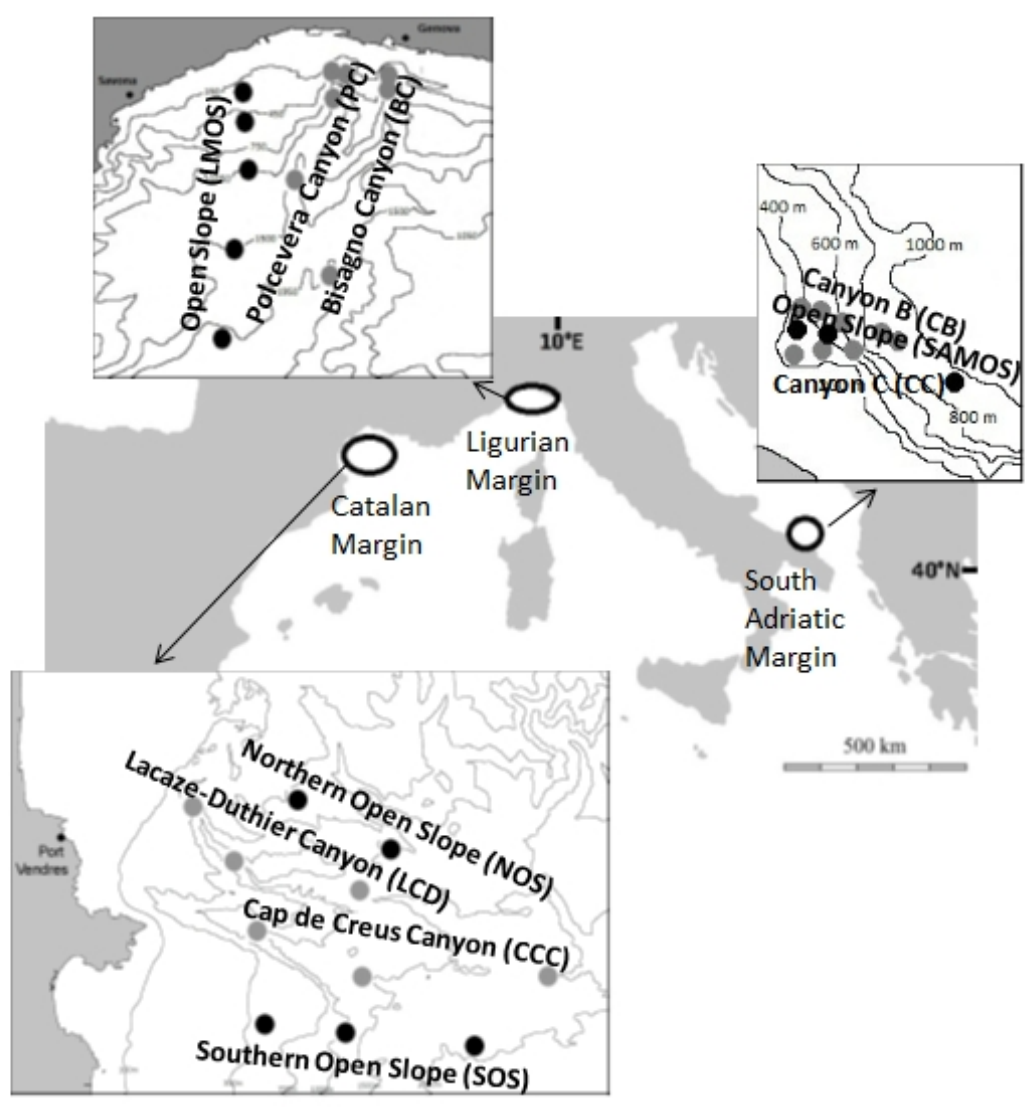 Genova
Savona
Open Slope (LMOS)
Polcevera Canyon (PC)
Bisagno Canyon (BC)
750
1500
400 m
600 m
1000 m
Canyon B (CB)
Open Slope (SAMOS)
Canyon C (CC)
800 m
10°E
Ligurian
Margin
Catalan
Margin
40°N
South
Adriatic
Margin
500 km
Northern Open Slope (NOS)
Lacaze-Duthier Canyon (LCD)
Port
Vendres
Cap de Creus Canyon (CCC)
Southern Open Slope (SOS)